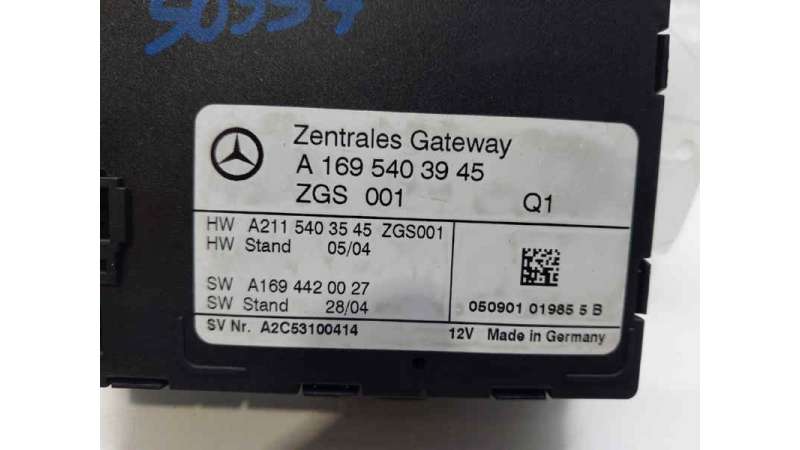 Zentrales Gateway
A 169 540 39 45
ZGS 001 Q1
HW A211 540 35 45 ZGS001
HW Stand 05/04
SW A169 442 00 27
SW Stand 28/04
050901 01985 5 B
SV Nr. A2C53100414
12V Made in Germany